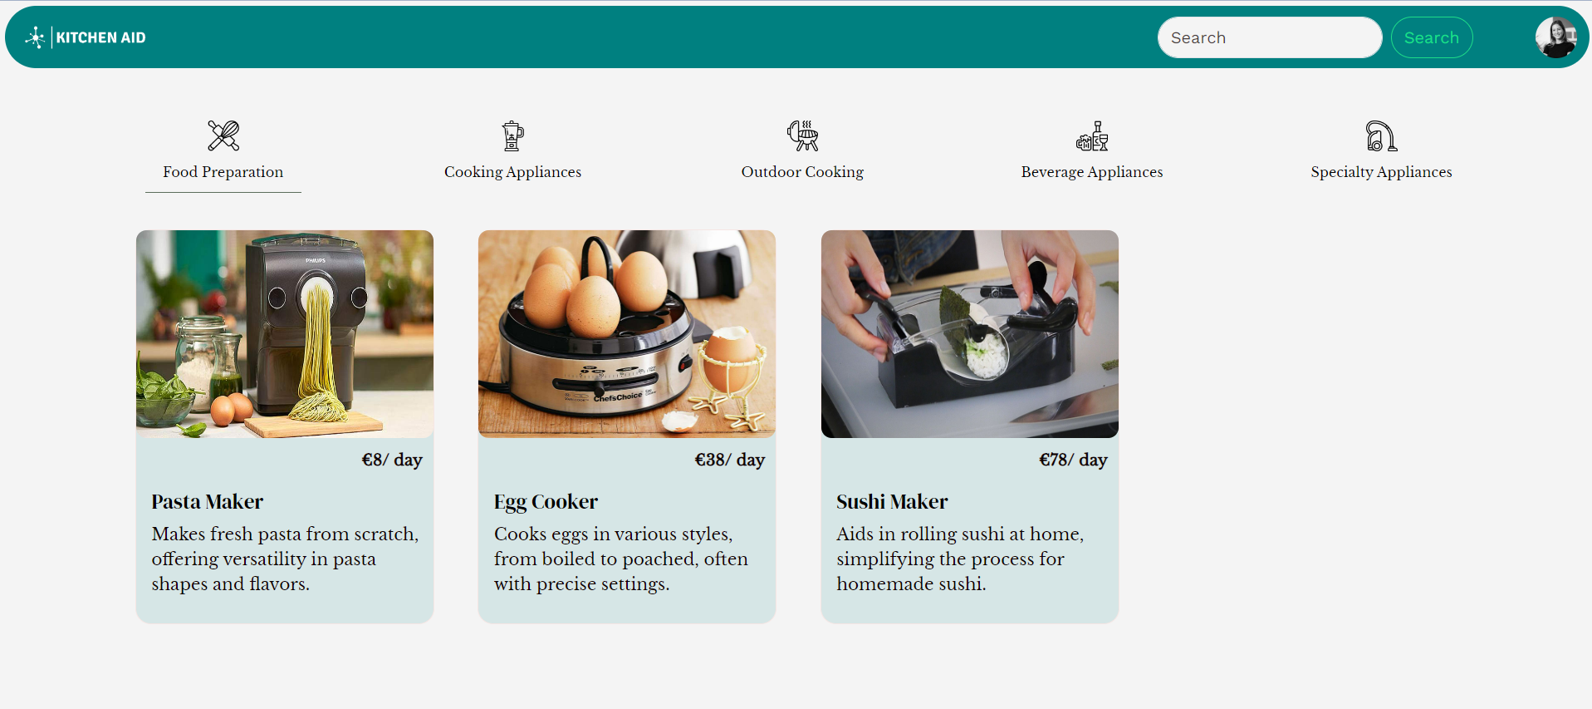 KITCHEN AID
Search
Search
Food Preparation
Cooking Appliances
Outdoor Cooking
Beverage Appliances
Specialty Appliances
PHILIPS
€8/ day
Pasta Maker
Makes fresh pasta from scratch,
offering versatility in pasta
shapes and flavors.
Chef'sChoice
€38/ day
Egg Cooker
Cooks eggs in various styles,
from boiled to poached, often
with precise settings.
€78/ day
Sushi Maker
Aids in rolling sushi at home,
simplifying the process for
homemade sushi.